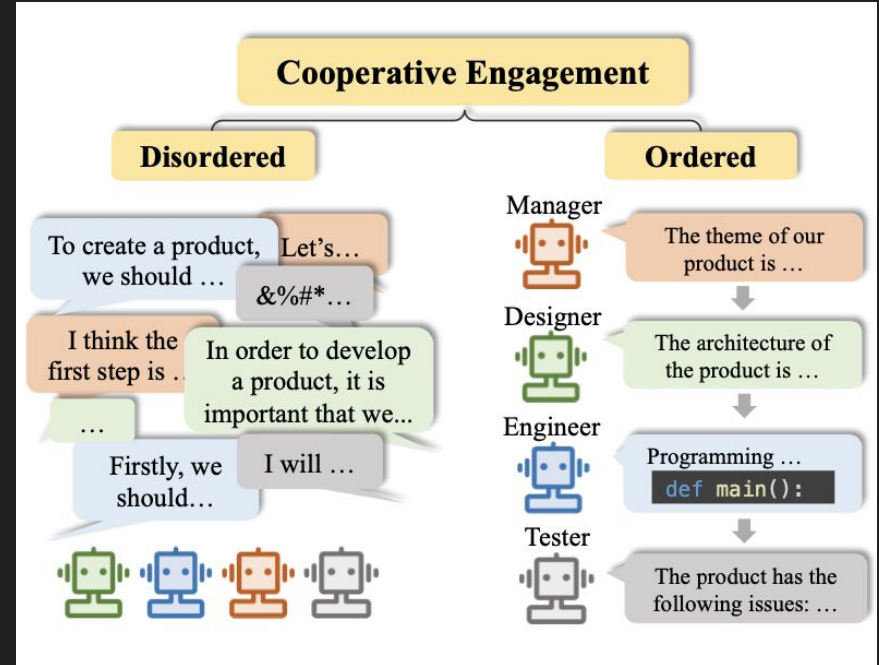 Cooperative Engagement
Disordered
To create a product,
we should …
Let's…
&%#*…
I think the
first step is ..
In order to develop
a product, it is
important that we...
…
Firstly, we
should…
I will …
Ordered
Manager
The theme of our
product is …
Designer
The architecture of
the product is …
Engineer
Programming …
def main():
Tester
The product has the
following issues: …